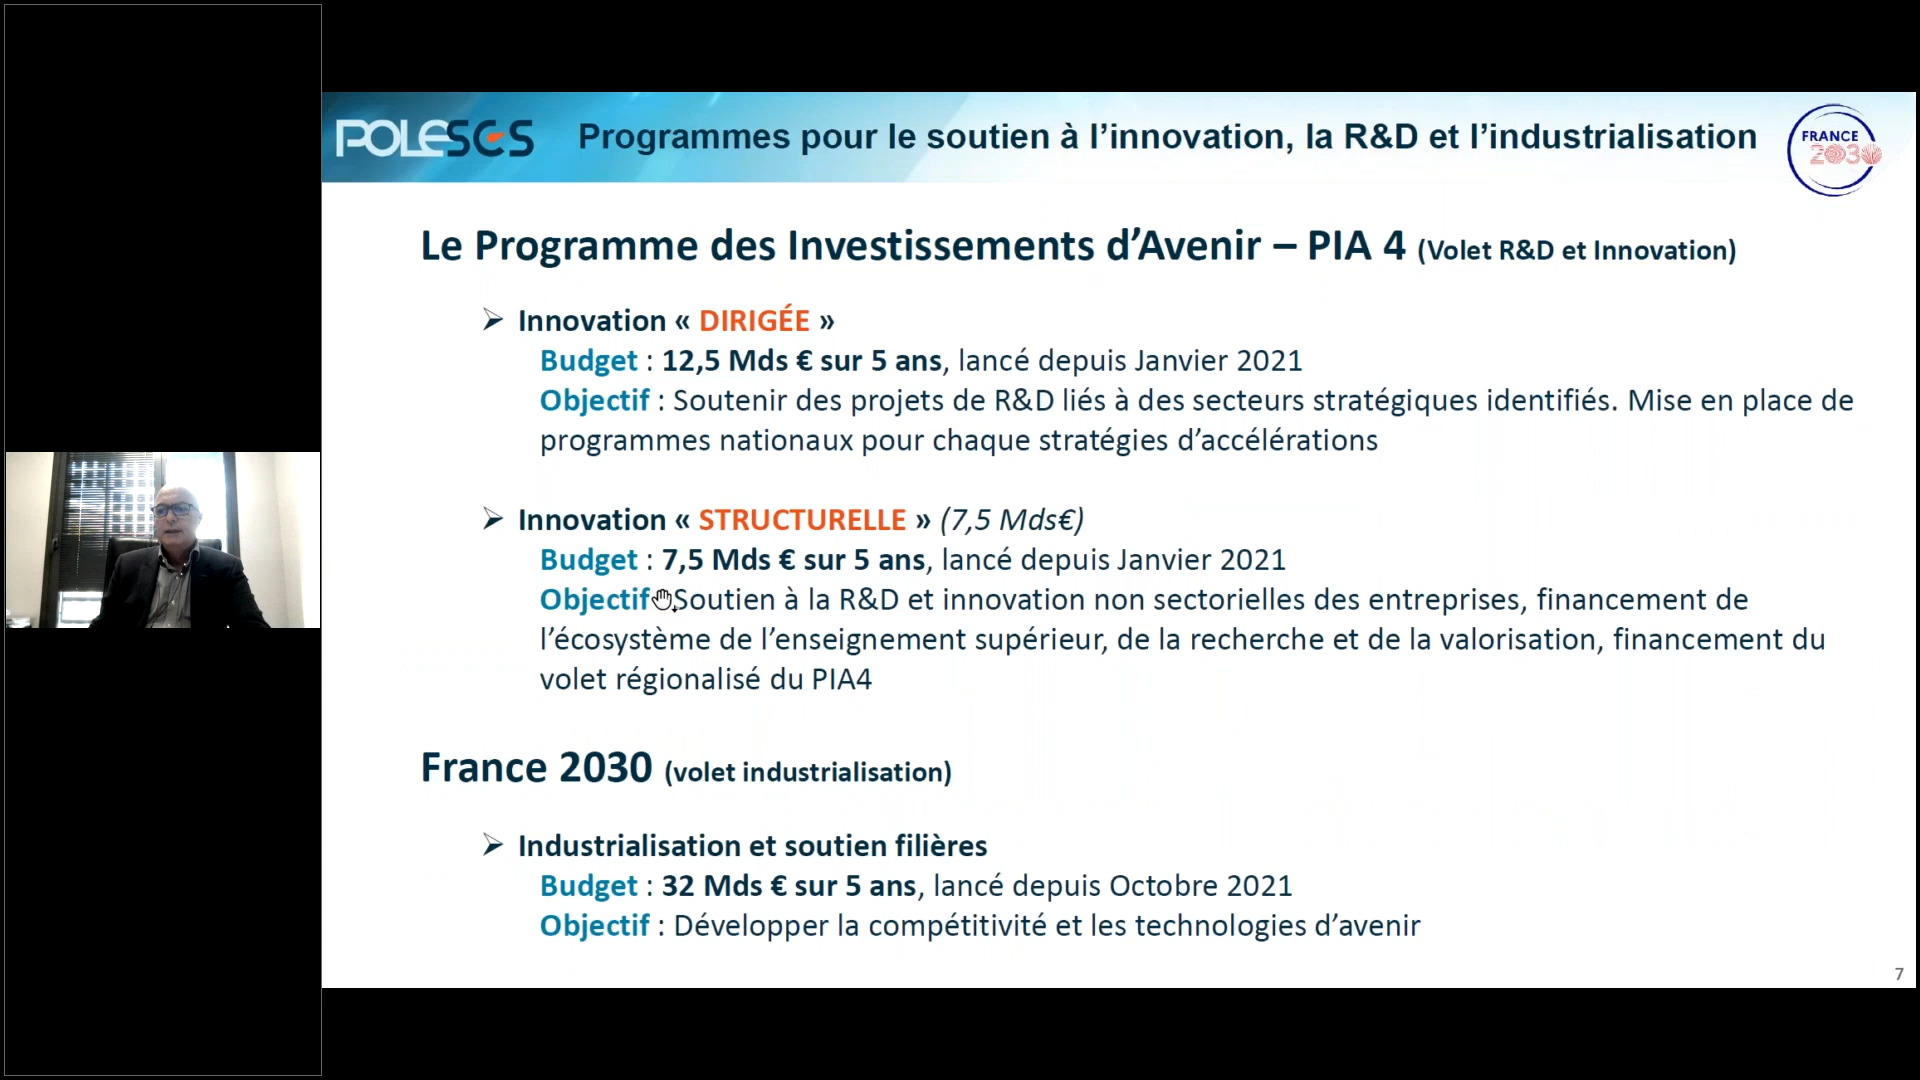 POLESCS
Programmes pour le soutien à l’innovation, la R&D et l’industrialisation
FRANCE
2030
Le Programme des Investissements d’Avenir – PIA 4 (Volet R&D et Innovation)
➢ Innovation « DIRIGÉE »
Budget : 12,5 Mds € sur 5 ans, lancé depuis Janvier 2021
Objectif : Soutenir des projets de R&D liés à des secteurs stratégiques identifiés. Mise en place de
programmes nationaux pour chaque stratégies d’accélérations
➢ Innovation « STRUCTURELLE » (7,5 Mds€)
Budget : 7,5 Mds € sur 5 ans, lancé depuis Janvier 2021
Objectif Soutien à la R&D et innovation non sectorielles des entreprises, financement de
l’écosystème de l’enseignement supérieur, de la recherche et de la valorisation, financement du
volet régionalisé du PIA4
France 2030 (volet industrialisation)
➢ Industrialisation et soutien filières
Budget : 32 Mds € sur 5 ans, lancé depuis Octobre 2021
Objectif : Développer la compétitivité et les technologies d’avenir
7